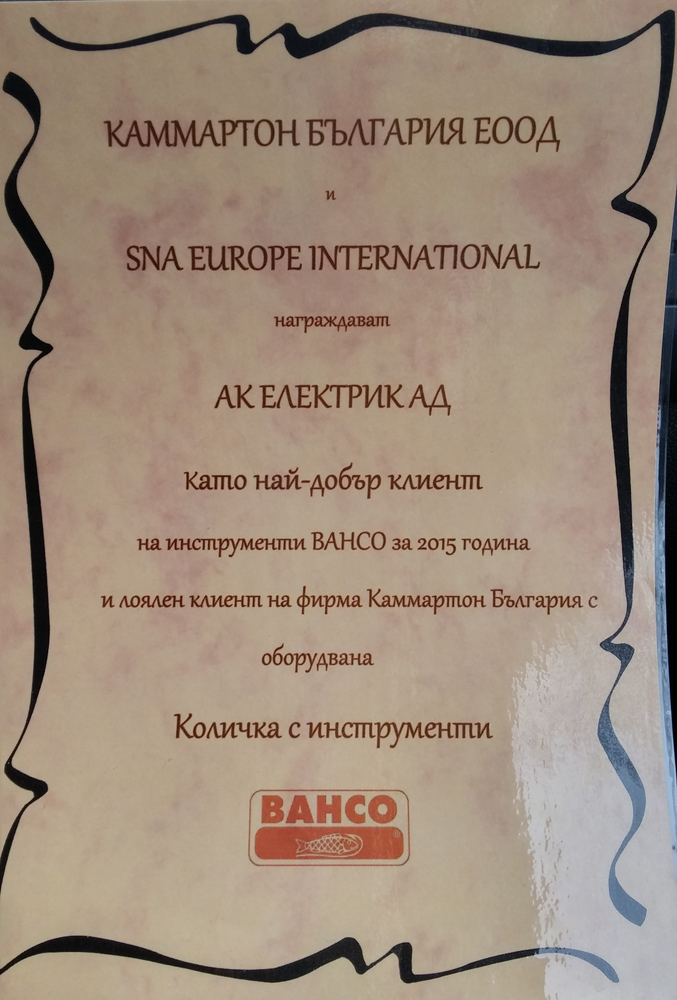 КАММАРТОН БЪЛГАРИЯ ЕООД
и
SNA EUROPE INTERNATIONAL
награждават
АК ЕЛЕКТРИК АД
Като най-добър клиент
на инструменти BAHCO за 2015 година
и лоялен клиент на фирма Каммартон България с
оборудвана
Количка с инструменти
BAHCO
®